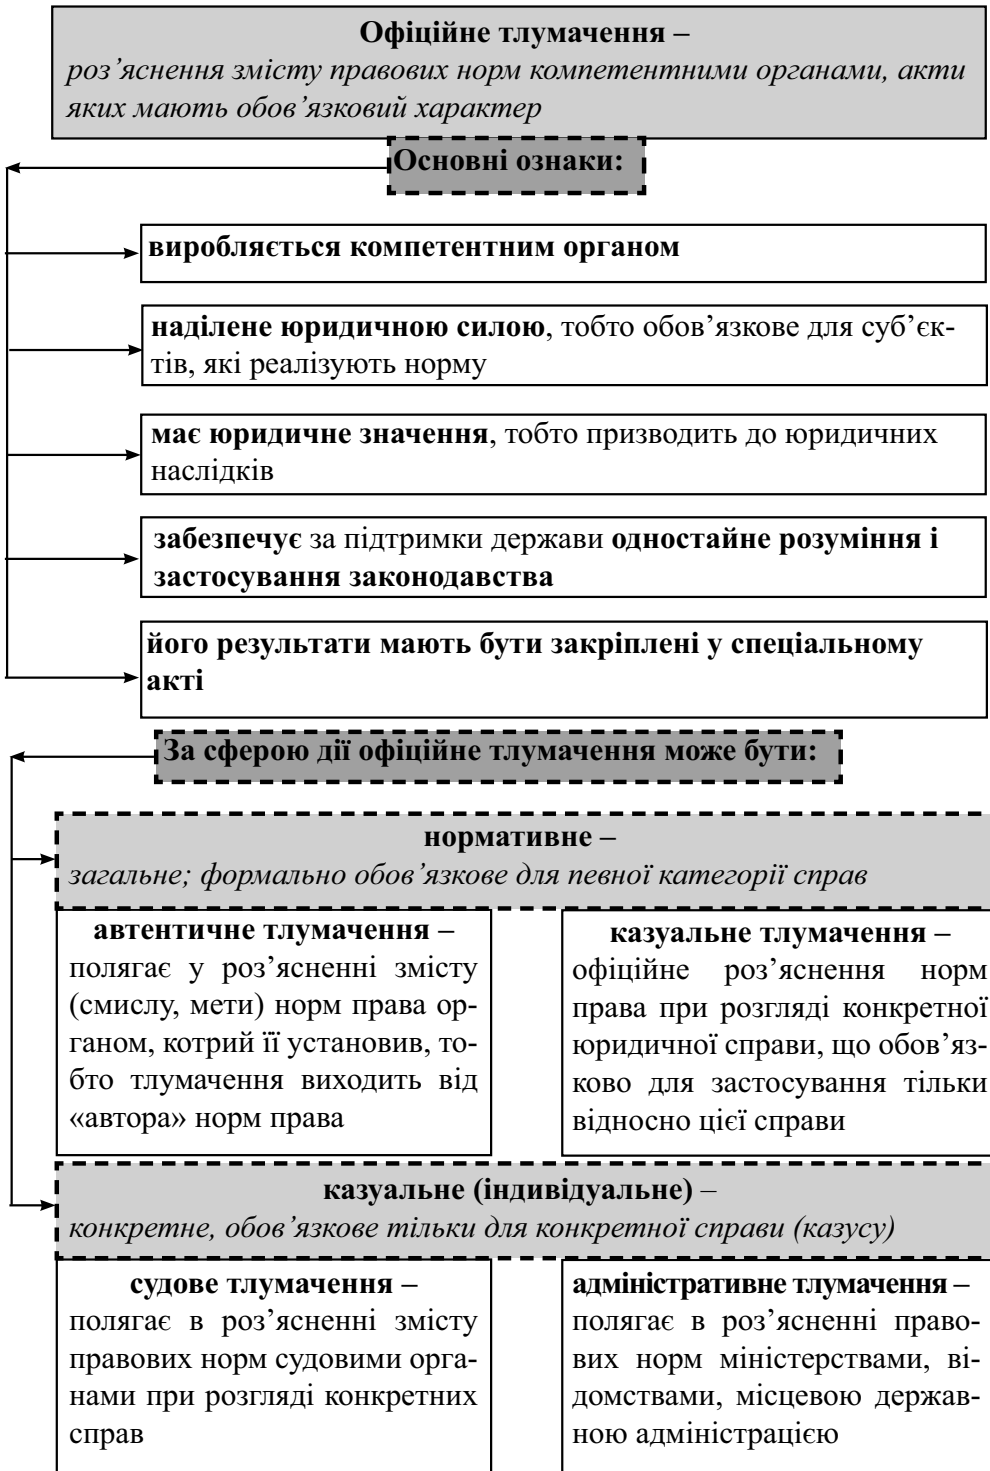 Офіційне тлумачення –
роз’яснення змісту правових норм компетентними органами, акти
яких мають обов’язковий характер
Основні ознаки:
виробляється компетентним органом
наділене юридичною силою, тобто обов’язкове для суб’єк-
тів, які реалізують норму
має юридичне значення, тобто призводить до юридичних
наслідків
забезпечує за підтримки держави одностайне розуміння і
застосування законодавства
його результати мають бути закріплені у спеціальному
акті
За сферою дії офіційне тлумачення може бути:
нормативне –
загальне; формально обов’язкове для певної категорії справ
автентичне тлумачення –
полягає у роз’ясненні змісту
(смислу, мети) норм права ор-
ганом, котрий її установив, то-
бто тлумачення виходить від
«автора» норм права
казуальне тлумачення –
офіційне роз’яснення норм
права при розгляді конкретної
юридичної справи, що обов’яз-
ково для застосування тільки
відносно цієї справи
казуальне (індивідуальне) –
конкретне, обов’язкове тільки для конкретної справи (казусу)
судове тлумачення –
полягає в роз’ясненні змісту
правових норм судовими орга-
нами при розгляді конкретних
справ
адміністративне тлумачення –
полягає в роз’ясненні право-
вих норм міністерствами, ві-
домствами, місцевою держав-
ною адміністрацією